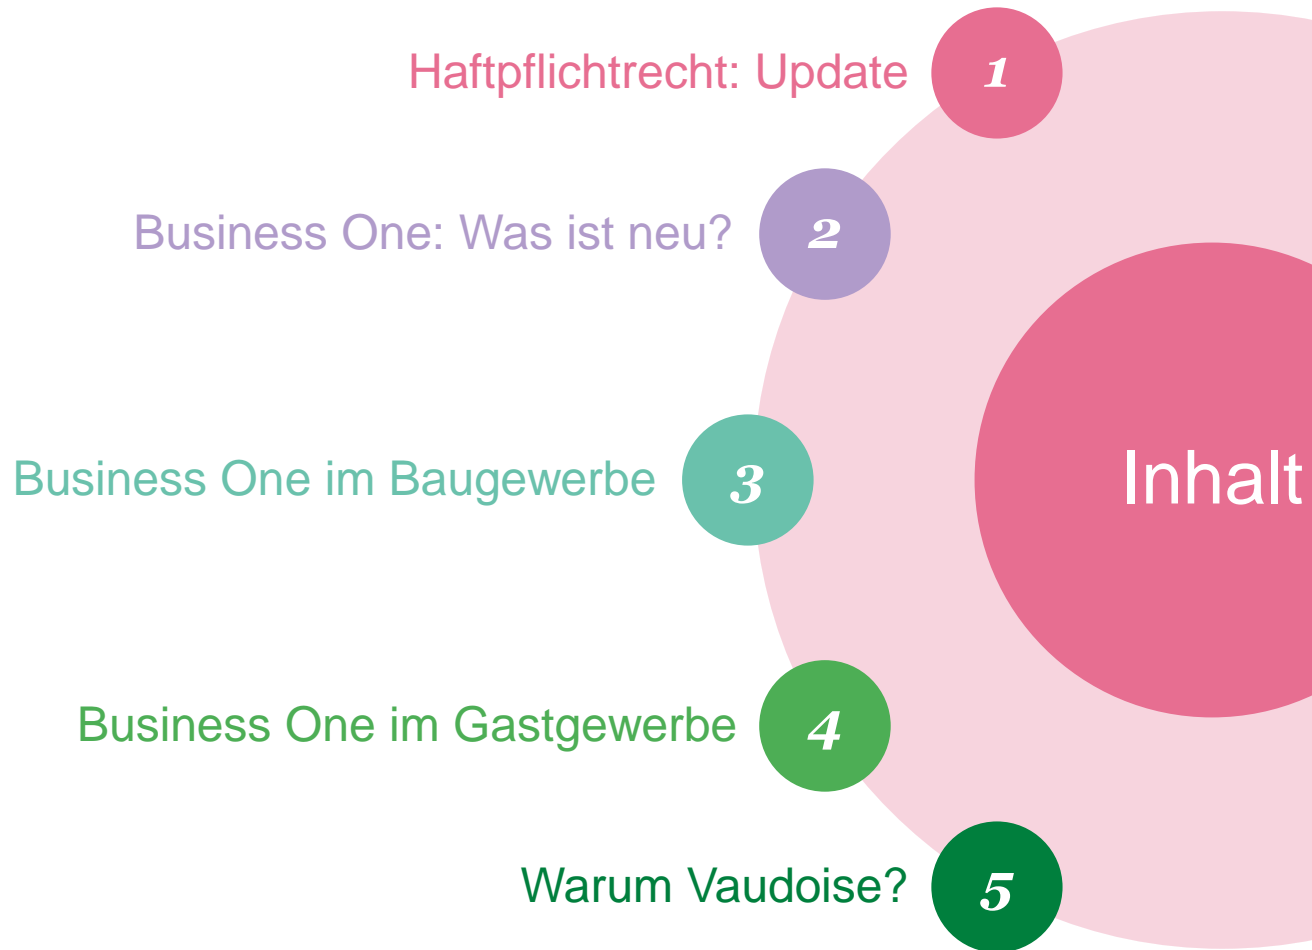 Haftpflichtrecht: Update 1
Business One: Was ist neu? 2
Business One im Baugewerbe 3
Inhalt
Business One im Gastgewerbe 4
Warum Vaudoise? 5